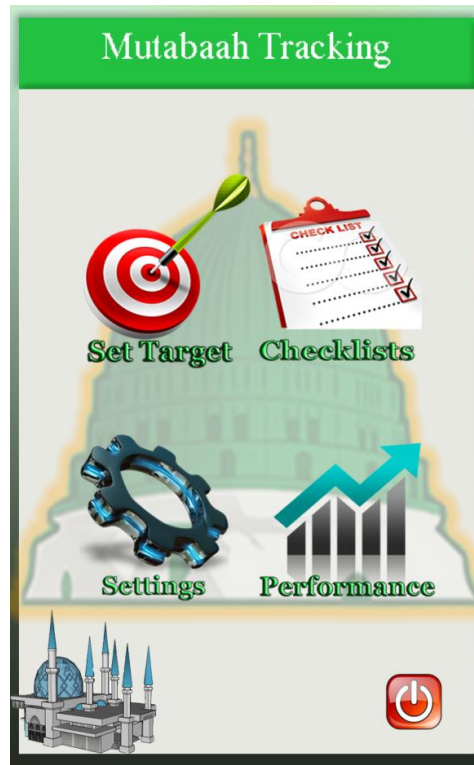 Mutabaah Tracking
CHECK LIST
Set Target
Checklists
Settings
Performance